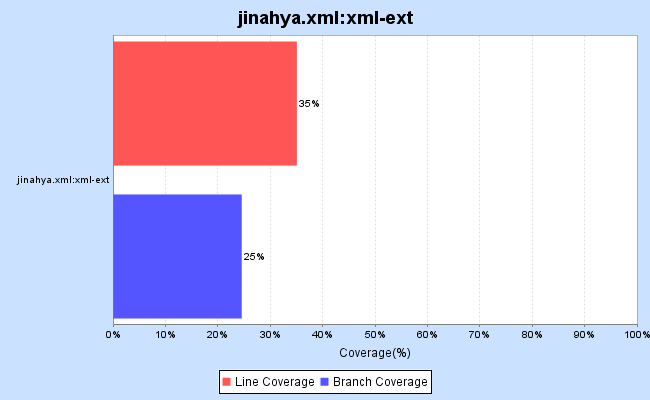 jinahya.xml:xml-ext
35%
jinahya.xml:xml-ext
25%
0% 10% 20% 30% 40% 50% 60% 70% 80% 90% 100%
Coverage(%)
Line Coverage Branch Coverage